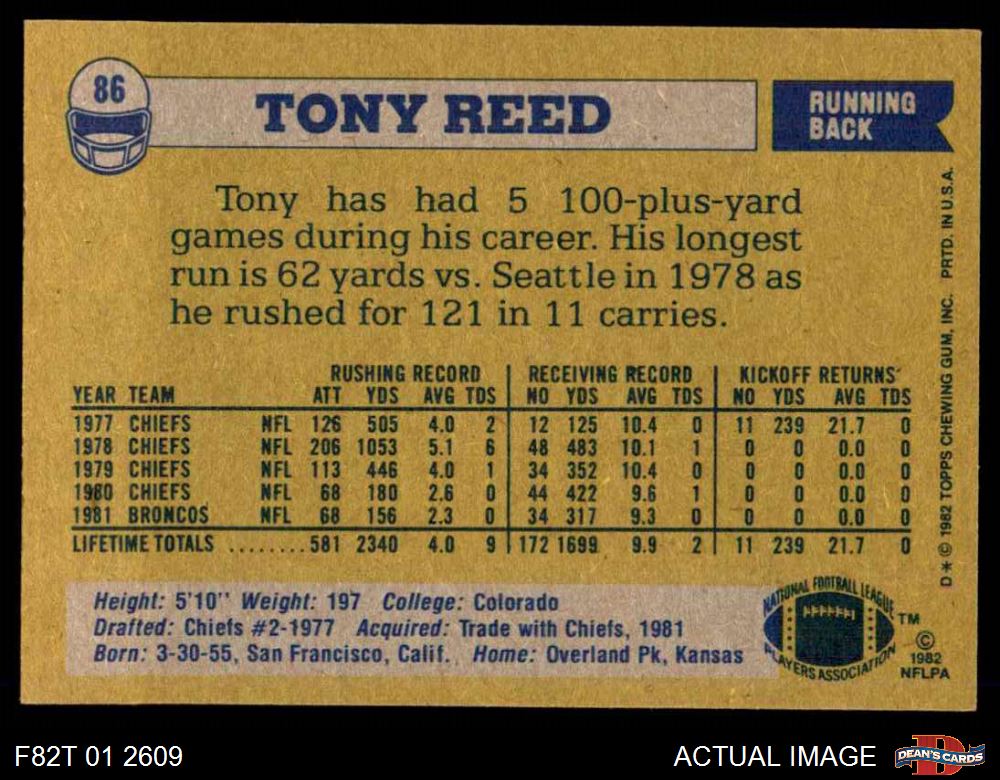 86
TONY REED
RUNNING
BACK
Tony has had 5 100-plus-yard
games during his career. His longest
run is 62 yards vs. Seattle in 1978 as
he rushed for 121 in 11 carries.
RUSHING RECORD RECEIVING RECORD KICKOFF RETURNS
YEAR TEAM ATT YDS AVG TDS NO YDS AVG TDS NO YDS AVG TDS
1977 CHIEFS NFL 126 505 4.0 2 12 125 10.4 0 11 239 21.7 0
1978 CHIEFS NFL 206 1053 5.1 6 48 483 10.1 1 0 0 0.0 0
1979 CHIEFS NFL 113 446 4.0 1 34 352 10.4 0 0 0 0.0 0
1980 CHIEFS NFL 68 180 2.6 0 44 422 9.6 1 0 0 0.0 0
1981 BRONCOS NFL 68 156 2.3 0 34 317 9.3 0 0 0 0.0 0
LIFETIME TOTALS ........581 2340 4.0 9 172 1699 9.9 2 11 239 21.7 0
Height: 5'10" Weight: 197 College: Colorado
Drafted: Chiefs #2-1977 Acquired: Trade with Chiefs, 1981
Born: 3-30-55, San Francisco, Calif. Home: Overland Pk, Kansas
NATIONAL FOOTBALL LEAGUE
PLAYERS ASSOCIATION
TM
©
1982
NFLPA
D*© 1982 TOPPS CHEWING GUM, INC. PRTD. IN U.S.A.
F82T 01 2609
ACTUAL IMAGE
D
DEAN'S CARDS